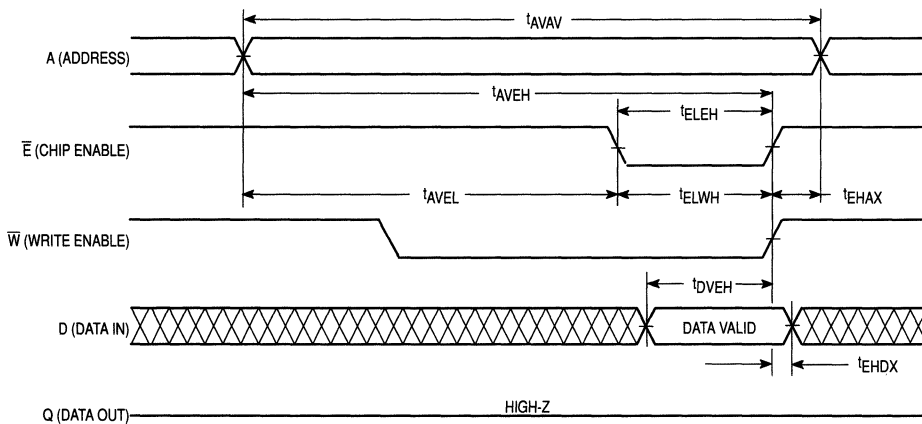 tAVAV
A (ADDRESS)
tAVEH
tELEH
E̅ (CHIP ENABLE)
tAVEL
tELWH
tEHAX
W̅ (WRITE ENABLE)
tDVEH
D (DATA IN)
DATA VALID
tEHDX
HIGH-Z
Q (DATA OUT)